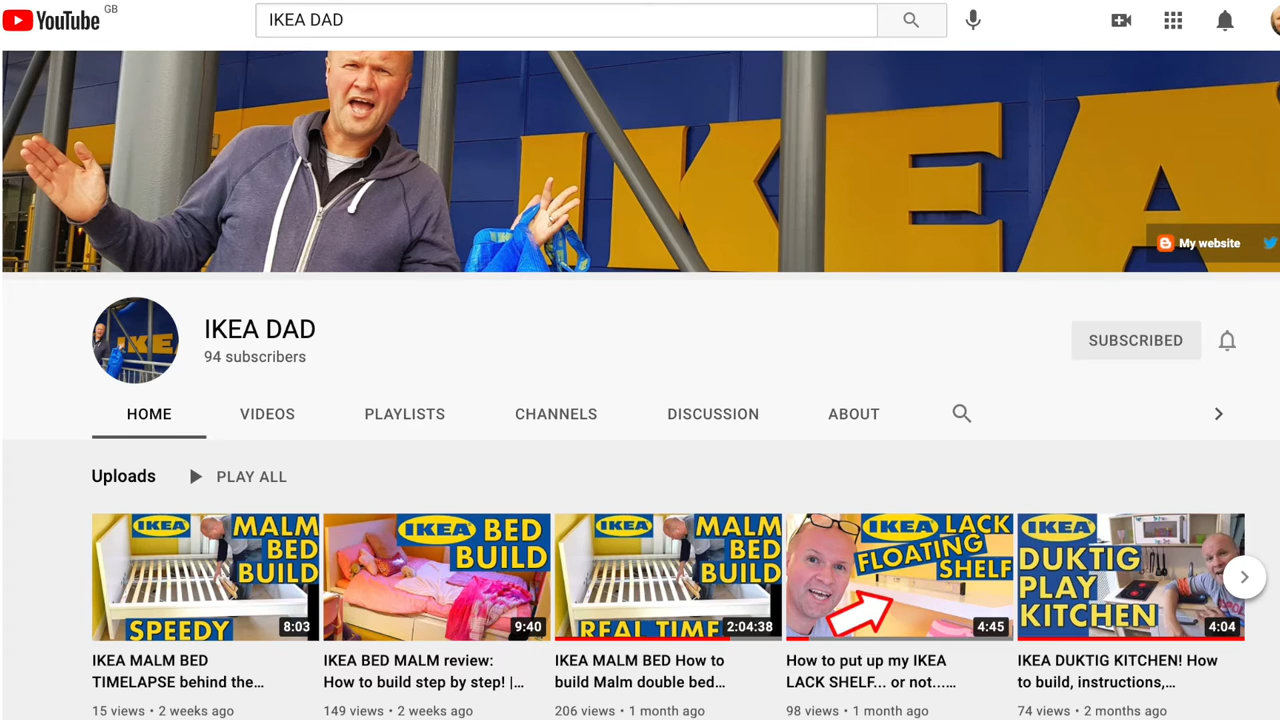 YouTube GB
IKEA DAD
IKEA
My website
IKEA
IKEA DAD
94 subscribers
SUBSCRIBED
HOME
VIDEOS
PLAYLISTS
CHANNELS
DISCUSSION
ABOUT
Uploads
PLAY ALL
IKEA MALM
BED
BUILD
SPEEDY
8:03
IKEA BED
BUILD
9:40
IKEA MALM
BED
BUILD
REAL TIME
2:04:38
IKEA LACK
FLOATING
SHELF
4:45
IKEA
DUKTIG
PLAY
KITCHEN
4:04
IKEA MALM BED
TIMELAPSE behind the...
15 views • 2 weeks ago
IKEA BED MALM review:
How to build step by step! |...
149 views • 2 weeks ago
IKEA MALM BED How to
build Malm double bed...
206 views • 1 month ago
How to put up my IKEA
LACK SHELF... or not......
98 views • 1 month ago
IKEA DUKTIG KITCHEN! How
to build, instructions,...
74 views • 2 months ago